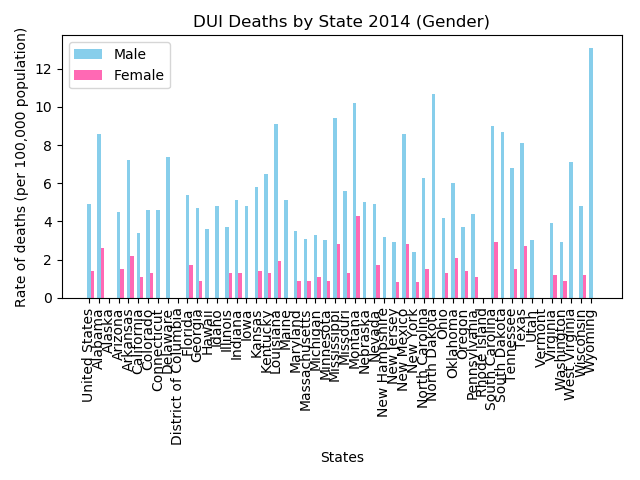 DUI Deaths by State 2014 (Gender)
Male
Female
Rate of deaths (per 100,000 population)
12
10
8
6
4
2
0
United States
Alabama
Alaska
Arizona
Arkansas
California
Colorado
Connecticut
Delaware
District of Columbia
Florida
Georgia
Hawaii
Idaho
Illinois
Indiana
Iowa
Kansas
Kentucky
Louisiana
Maine
Maryland
Massachusetts
Michigan
Minnesota
Mississippi
Missouri
Montana
Nebraska
Nevada
New Hampshire
New Jersey
New Mexico
New York
North Carolina
North Dakota
Ohio
Oklahoma
Oregon
Pennsylvania
Rhode Island
South Carolina
South Dakota
Tennessee
Texas
Utah
Vermont
Virginia
Washington
West Virginia
Wisconsin
Wyoming
States